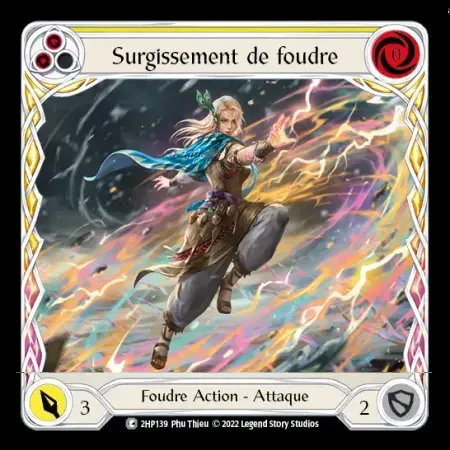 Surgissement de foudre
0
Foudre Action - Attaque
3
2
C 2HP139 Phu Thieu © 2022 Legend Story Studios